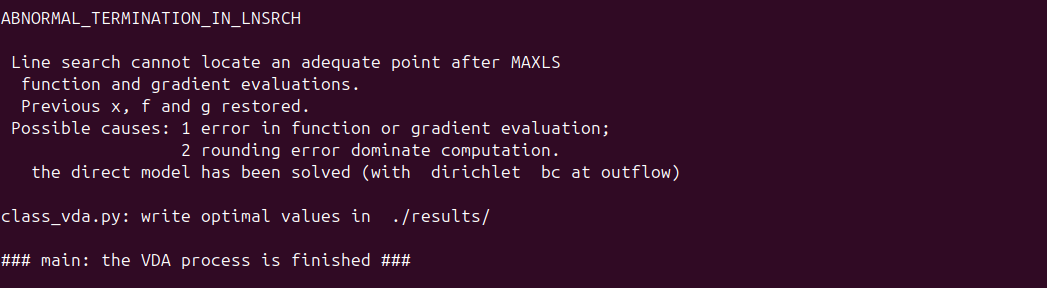 ABNORMAL_TERMINATION_IN_LNSRCH
Line search cannot locate an adequate point after MAXLS
function and gradient evaluations.
Previous x, f and g restored.
Possible causes: 1 error in function or gradient evaluation;
2 rounding error dominate computation.
the direct model has been solved (with  dirichlet  bc at outflow)
class_vda.py: write optimal values in  ./results/
### main: the VDA process is finished ###